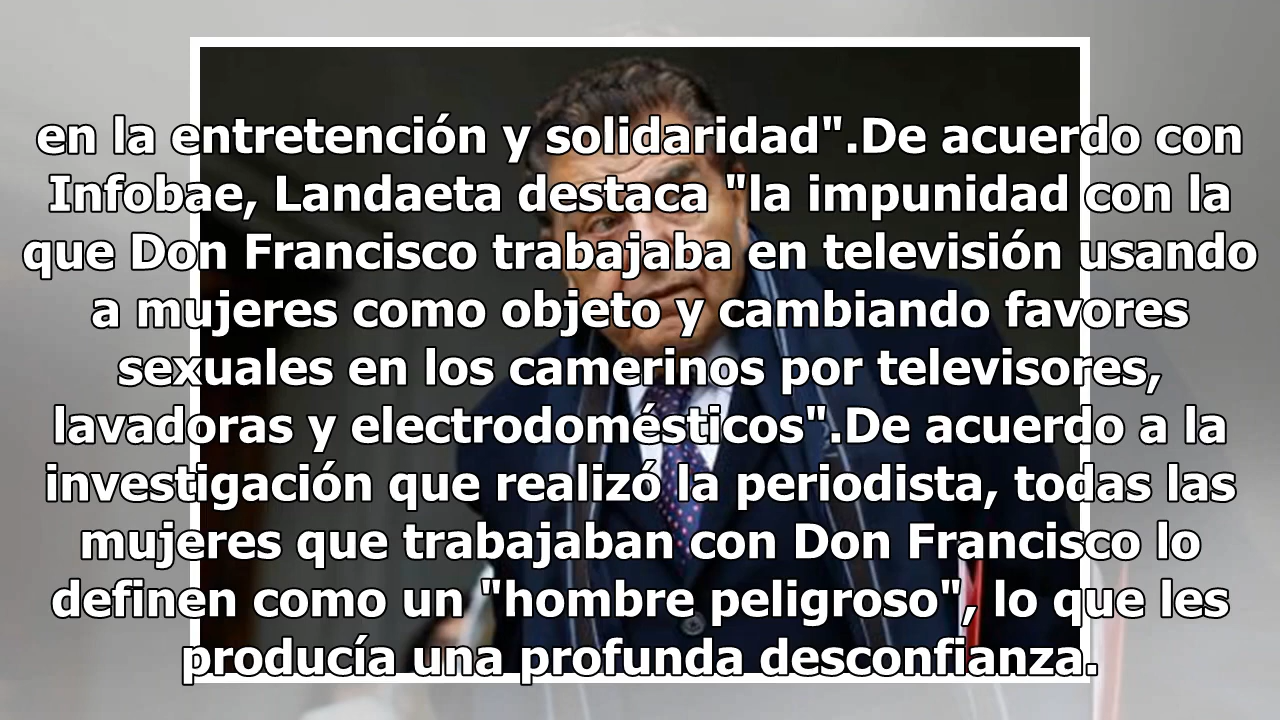 en la entretención y solidaridad".De acuerdo con
Infobae, Landaeta destaca "la impunidad con la
que Don Francisco trabajaba en televisión usando
a mujeres como objeto y cambiando favores
sexuales en los camerinos por televisores,
lavadoras y electrodomésticos".De acuerdo a la
investigación que realizó la periodista, todas las
mujeres que trabajaban con Don Francisco lo
definen como un "hombre peligroso", lo que les
producía una profunda desconfianza.